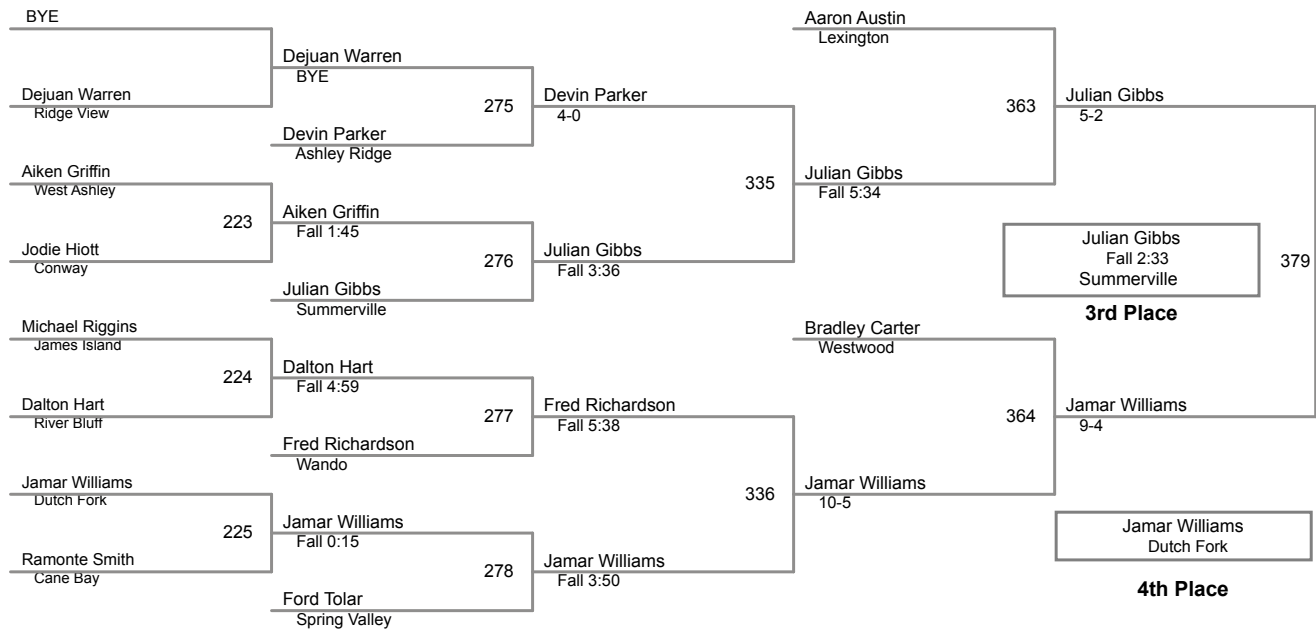 BYE
Dejuan Warren
Ridge View
Aiken Griffin
West Ashley
223
Jodie Hiott
Conway
Michael Riggins
James Island
224
Dalton Hart
River Bluff
Jamar Williams
Dutch Fork
225
Ramonte Smith
Cane Bay
Dejuan Warren
BYE
275
Devin Parker
Ashley Ridge
Aiken Griffin
Fall 1:45
276
Julian Gibbs
Summerville
Dalton Hart
Fall 4:59
277
Fred Richardson
Wando
Jamar Williams
Fall 0:15
278
Ford Tolar
Spring Valley
Devin Parker
4-0
335
Julian Gibbs
Fall 3:36
Fred Richardson
Fall 5:38
336
Jamar Williams
Fall 3:50
Aaron Austin
Lexington
363
Julian Gibbs
Fall 5:34
Bradley Carter
Westwood
364
Jamar Williams
10-5
Julian Gibbs
5-2
379
Jamar Williams
9-4
Julian Gibbs
Fall 2:33
Summerville
3rd Place
Jamar Williams
Dutch Fork
4th Place